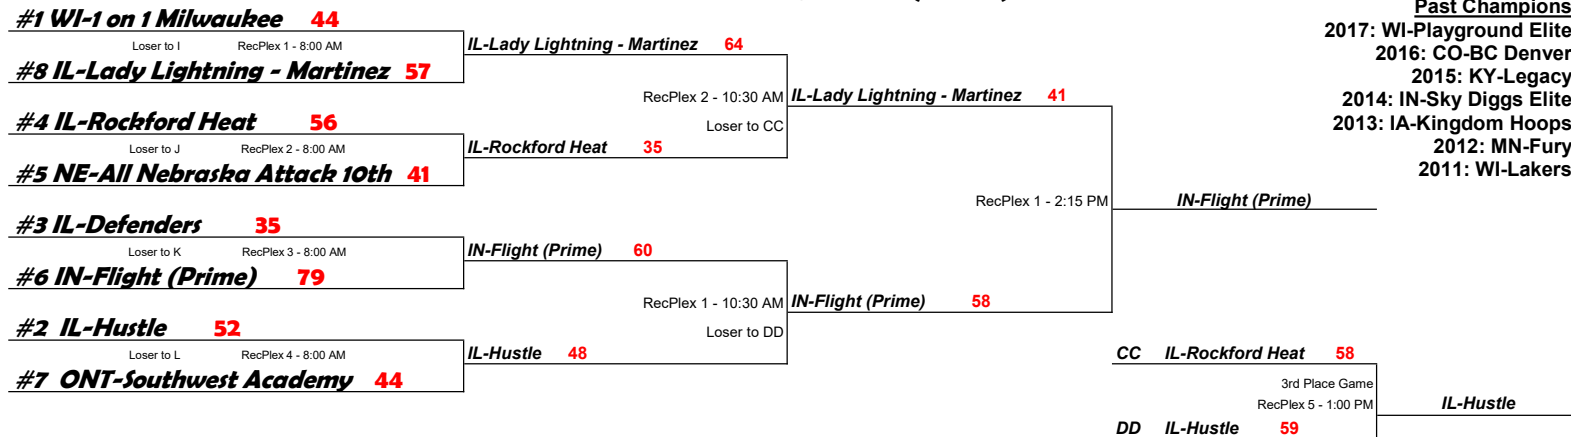 #1 WI-1 on 1 Milwaukee 44
Loser to I RecPlex 1 - 8:00 AM
#8 IL-Lady Lightning - Martinez 57
IL-Lady Lightning - Martinez 64
RecPlex 2 - 10:30 AM
Loser to CC
#4 IL-Rockford Heat 56
Loser to J RecPlex 2 - 8:00 AM
#5 NE-All Nebraska Attack 10th 41
IL-Rockford Heat 35
IL-Lady Lightning - Martinez 41
RecPlex 1 - 2:15 PM
IN-Flight (Prime)
#3 IL-Defenders 35
Loser to K RecPlex 3 - 8:00 AM
#6 IN-Flight (Prime) 79
IN-Flight (Prime) 60
RecPlex 1 - 10:30 AM
Loser to DD
IN-Flight (Prime) 58
#2 IL-Hustle 52
Loser to L RecPlex 4 - 8:00 AM
#7 ONT-Southwest Academy 44
IL-Hustle 48
Past Champions
2017: WI-Playground Elite
2016: CO-BC Denver
2015: KY-Legacy
2014: IN-Sky Diggs Elite
2013: IA-Kingdom Hoops
2012: MN-Fury
2011: WI-Lakers
CC IL-Rockford Heat 58
3rd Place Game
RecPlex 5 - 1:00 PM
DD IL-Hustle 59
IL-Hustle